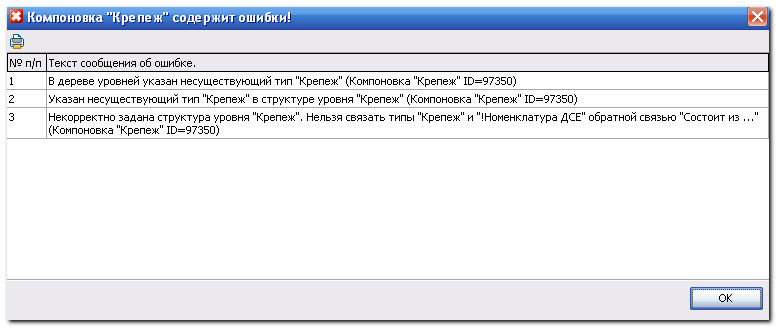 Компоновка "Крепеж" содержит ошибки!
№ п/п Текст сообщения об ошибке.
1 В дереве уровней указан несуществующий тип "Крепеж" (Компоновка "Крепеж" ID=97350)
2 Указан несуществующий тип "Крепеж" в структуре уровня "Крепеж" (Компоновка "Крепеж" ID=97350)
3 Некорректно задана структура уровня "Крепеж". Нельзя связать типы "Крепеж" и "!Номенклатура ДСЕ" обратной связью "Состоит из ..."
(Компоновка "Крепеж" ID=97350)
OK